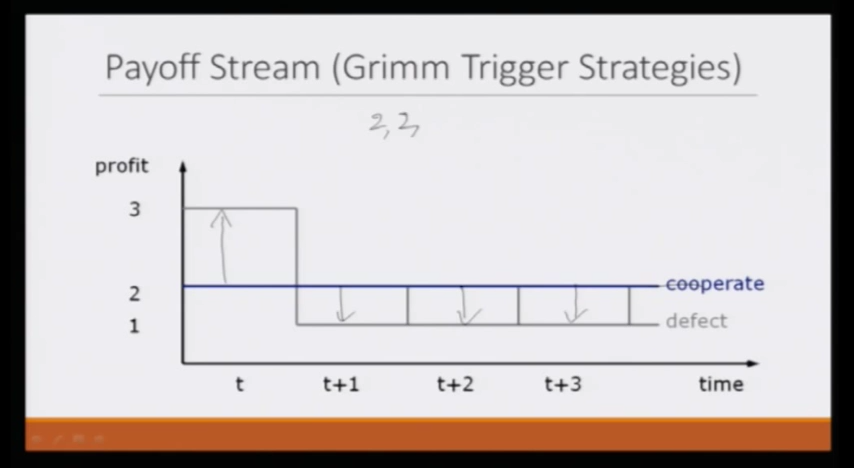 Payoff Stream (Grimm Trigger Strategies)
2, 2,
profit
3
2
cooperate
1
defect
t
t+1
t+2
t+3
time